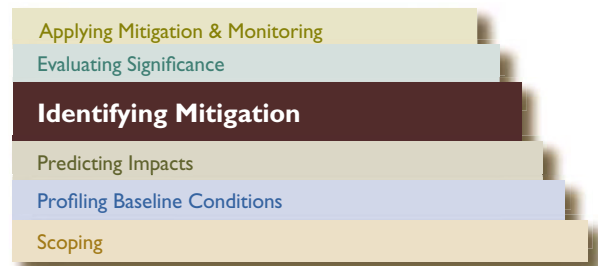 Applying Mitigation & Monitoring
Evaluating Significance
Identifying Mitigation
Predicting Impacts
Profiling Baseline Conditions
Scoping